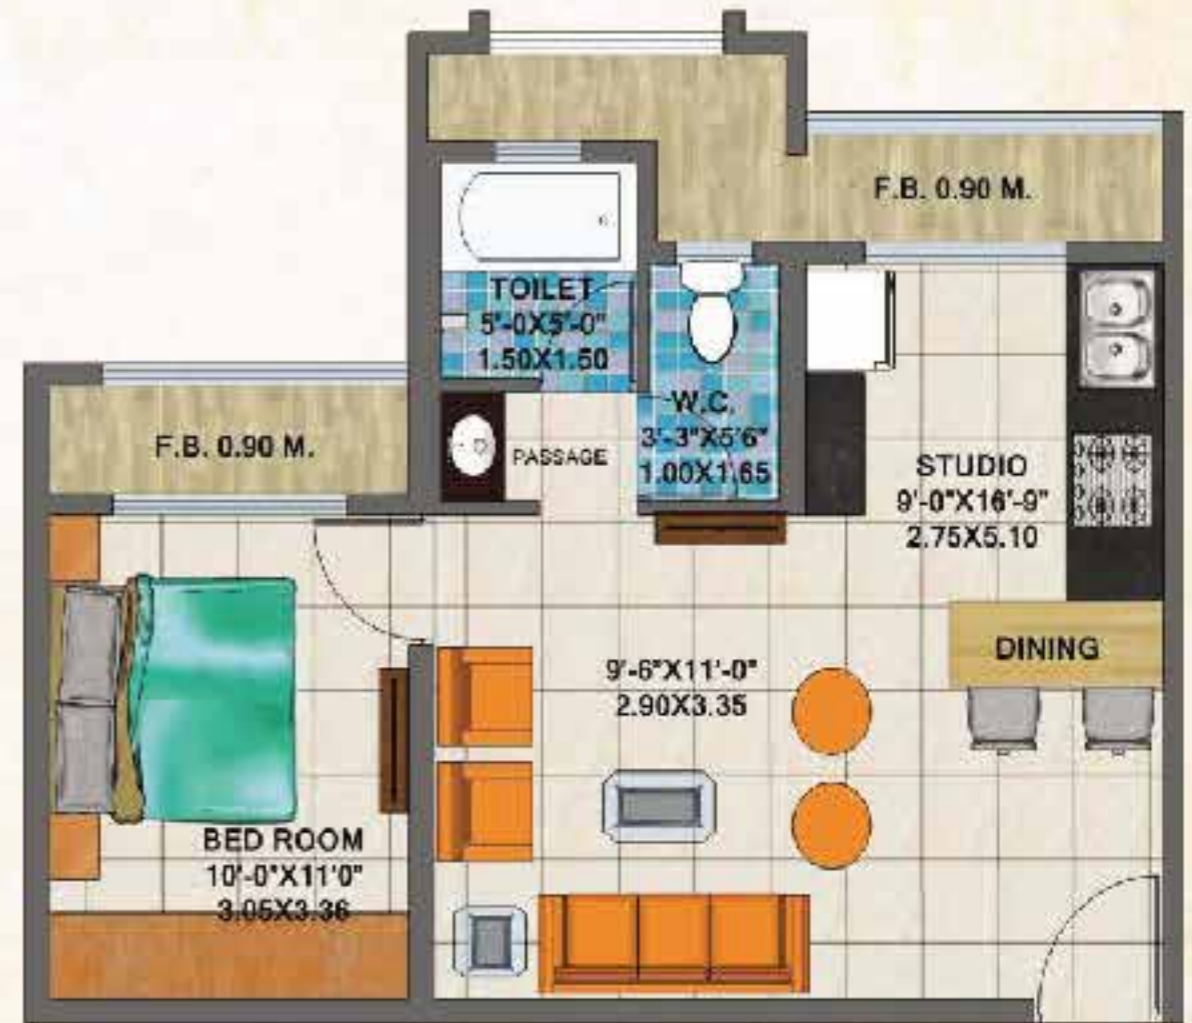 F.B. 0.90 M.
TOILET
5'-0X5'-0"
1.50X1.50
F.B. 0.90 M.
PASSAGE
W.C.
3'-3"X5'6"
1.00X1.65
STUDIO
9'-0"X16'-9"
2.75X5.10
DINING
9'-6"X11'-0"
2.90X3.35
BED ROOM
10'-0"X11'0"
3.05X3.36